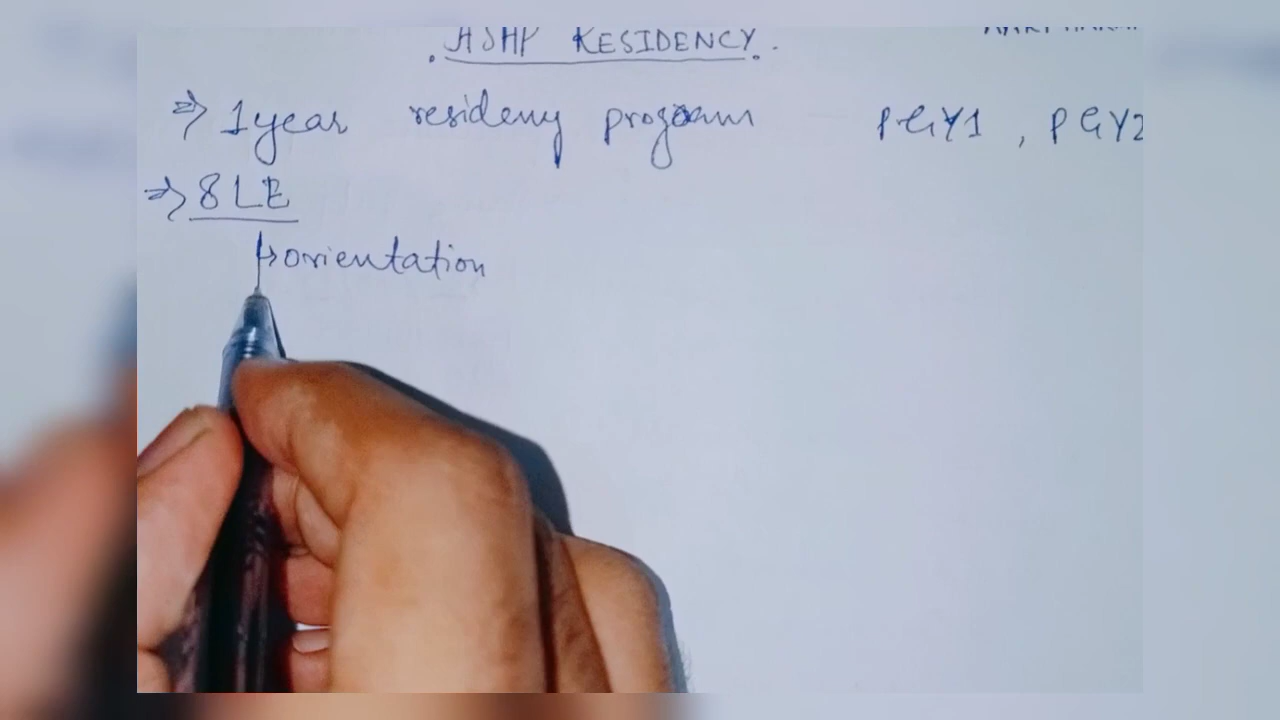 ASHP RESIDENCY.
⇒ 1year residency program PGY1 , PGY2
⇒ 8 LE
↳ orientation